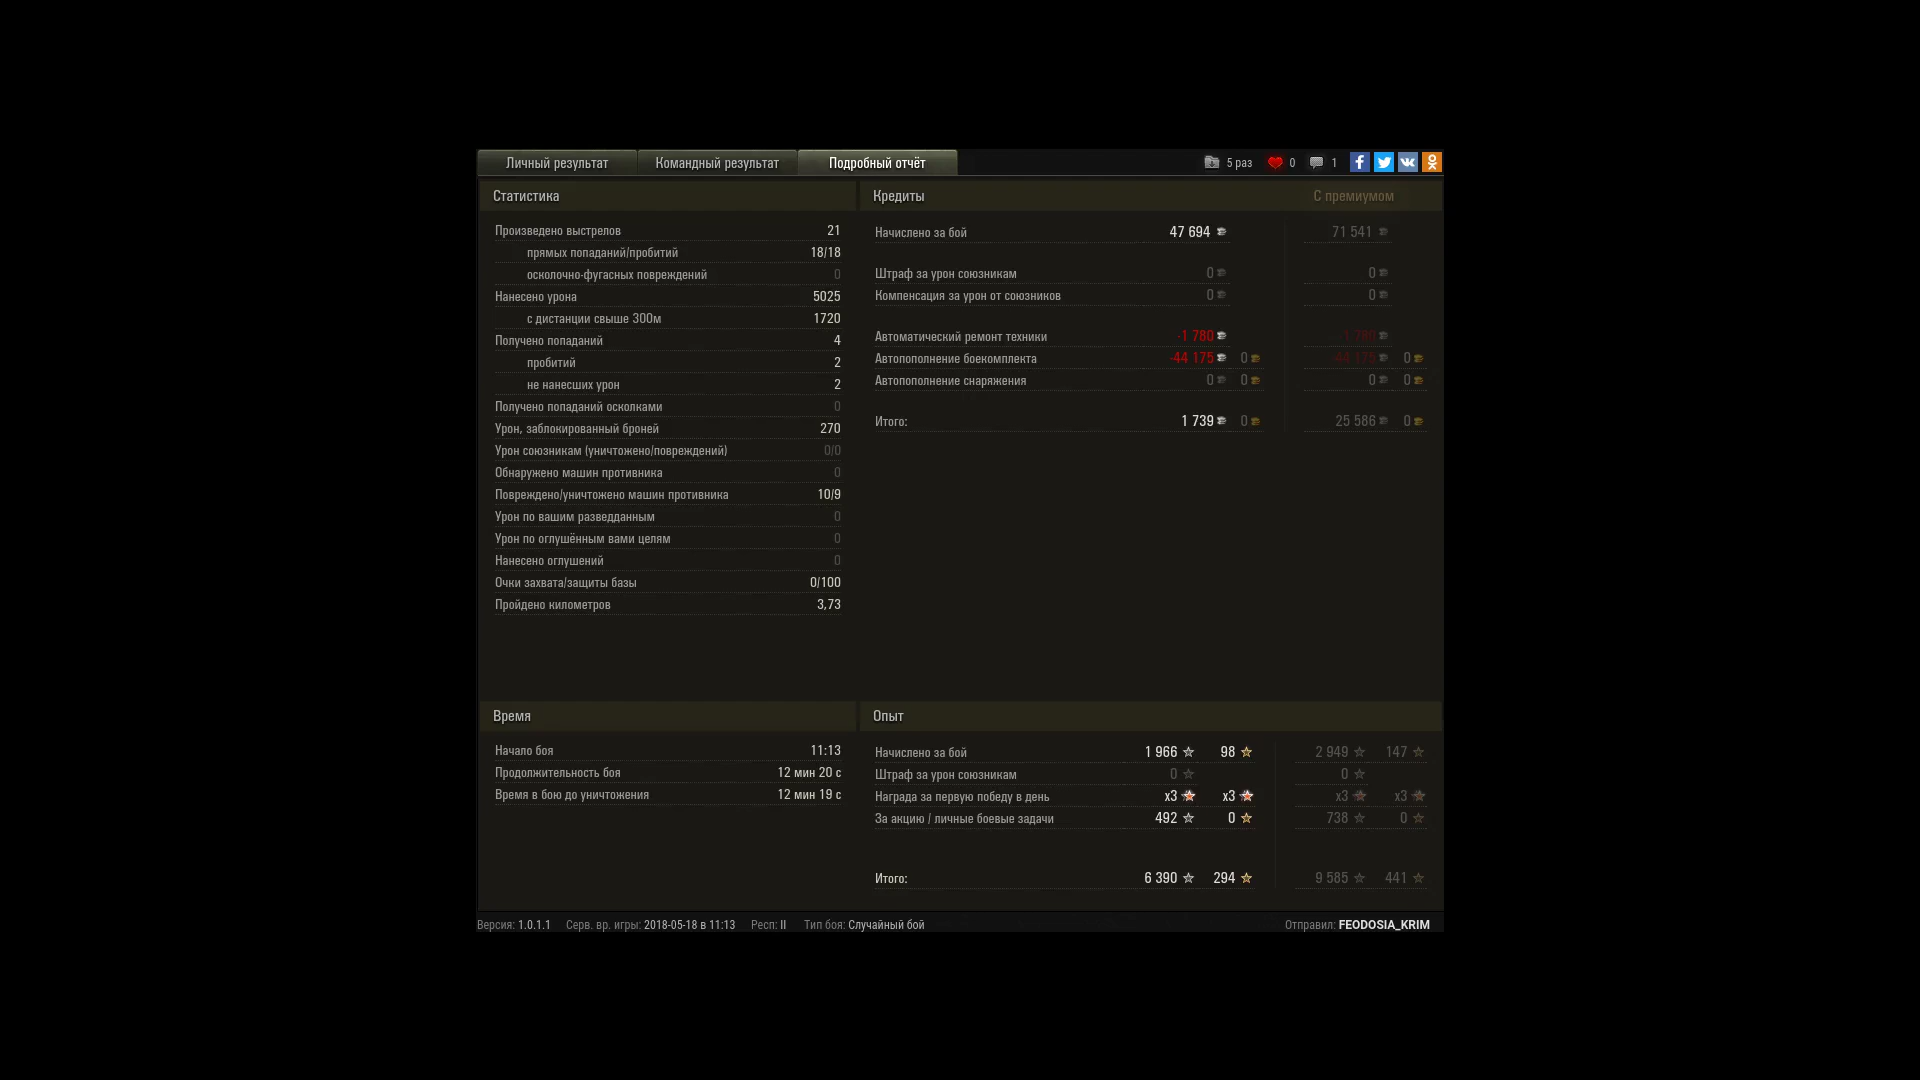 Личный результат Командный результат Подробный отчёт 5 раз 0 1
Статистика
Произведено выстрелов 21
прямых попаданий/пробитий 18/18
осколочно-фугасных повреждений 0
Нанесено урона 5025
с дистанции свыше 300м 1720
Получено попаданий 4
пробитий 2
не нанесших урон 2
Получено попаданий осколками 0
Урон, заблокированный броней 270
Урон союзникам (уничтожено/повреждений) 0/0
Обнаружено машин противника 0
Повреждено/уничтожено машин противника 10/9
Урон по вашим разведданным 0
Урон по оглушённым вами целям 0
Нанесено оглушений 0
Очки захвата/защиты базы 0/100
Пройдено километров 3,73
Кредиты С премиумом
Начислено за бой 47 694 71 541
Штраф за урон союзникам 0 0
Компенсация за урон от союзников 0 0
Автоматический ремонт техники -1 780 -1 780
Автопополнение боекомплекта -44 175 0 -44 175 0
Автопополнение снаряжения 0 0 0 0
Итого: 1 739 0 25 586 0
Время
Начало боя 11:13
Продолжительность боя 12 мин 20 с
Время в бою до уничтожения 12 мин 19 с
Опыт
Начислено за бой 1 966 98 2 949 147
Штраф за урон союзникам 0 0
Награда за первую победу в день x3 x3 x3 x3
За акцию / личные боевые задачи 492 0 738 0
Итого: 6 390 294 9 585 441
Версия: 1.0.1.1 Серв. вр. игры: 2018-05-18 в 11:13 Респ: II Тип боя: Случайный бой Отправил: FEODOSIA_KRIM